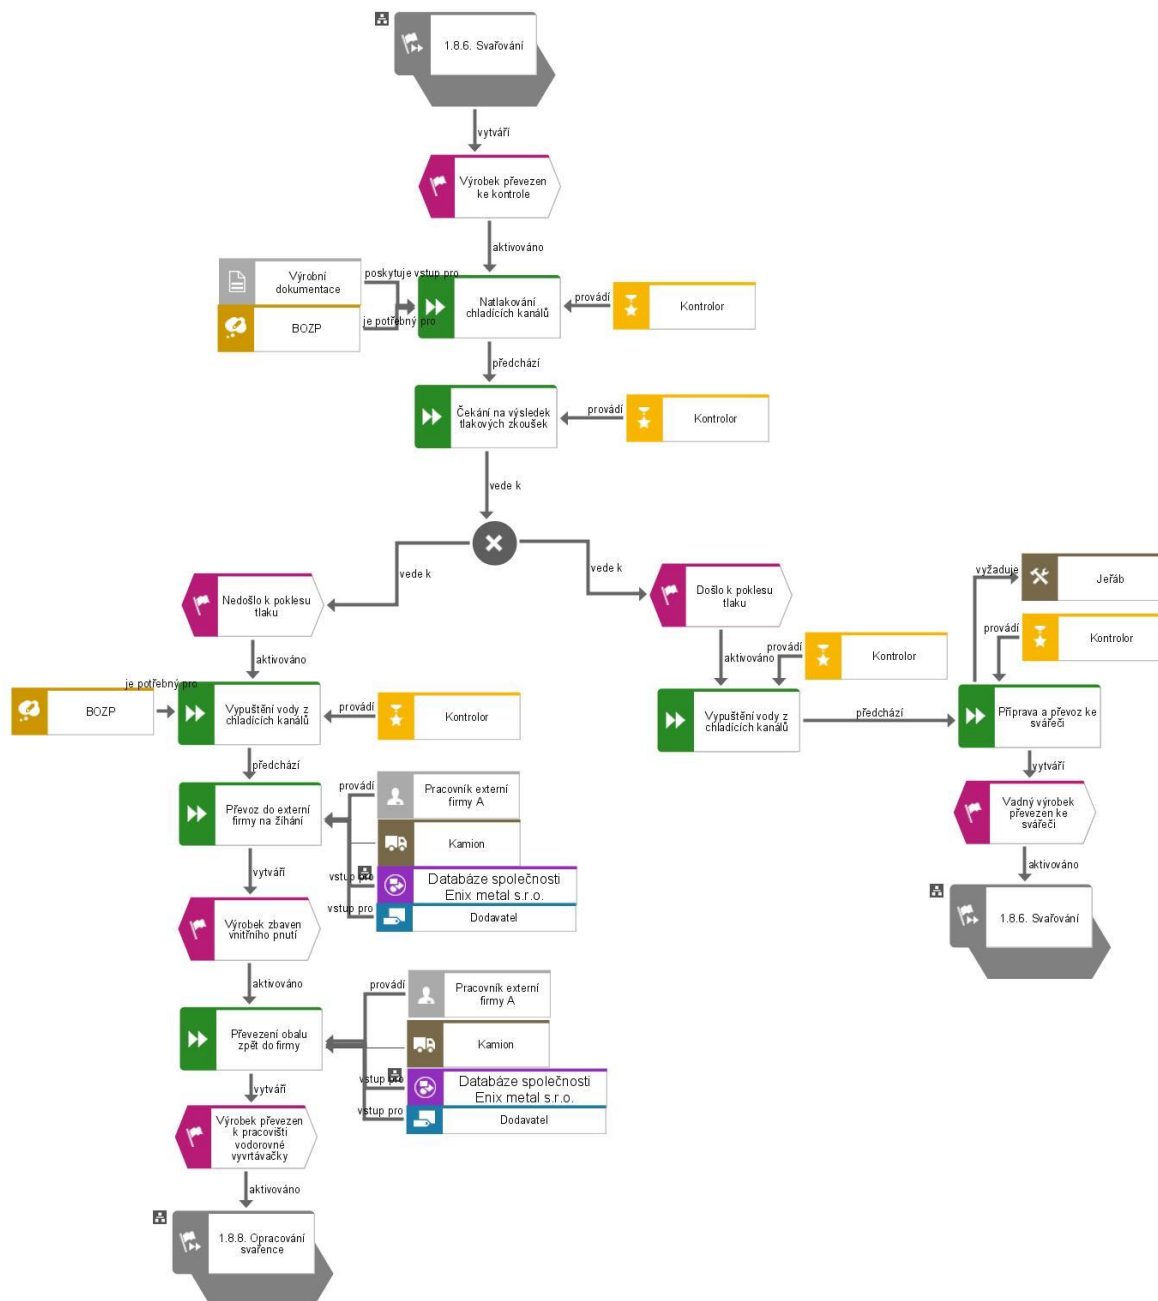 1.8.6. Svařování
vytváří
Výrobek převezen
ke kontrole
aktivováno
Výrobní
dokumentace
poskytuje vstup pro
BOZP
je potřebný pro
Natlakování
chladících kanálů
provádí
Kontrolor
předchází
Čekání na výsledek
tlakových zkoušek
provádí
Kontrolor
vede k
vede k
vede k
Nedošlo k poklesu
tlaku
Došlo k poklesu
tlaku
vyžaduje
Jeřáb
provádí
Kontrolor
aktivováno
aktivováno
provádí
Kontrolor
BOZP
je potřebný pro
Vypuštění vody z
chladících kanálů
provádí
Kontrolor
Vypuštění vody z
chladících kanálů
předchází
Příprava a převoz ke
svářeči
předchází
vytváří
Převoz do externí
firmy na žíhání
provádí
Pracovník externí
firmy A
Kamion
vstup pro
Databáze společnosti
Enix metal s.r.o.
vstup pro
Dodavatel
Vadný výrobek
převezen ke
svářeči
aktivováno
1.8.6. Svařování
vytváří
Výrobek zbaven
vnitřního pnutí
aktivováno
Převezení obalu
zpět do firmy
provádí
Pracovník externí
firmy A
Kamion
vstup pro
Databáze společnosti
Enix metal s.r.o.
vstup pro
Dodavatel
vytváří
Výrobek převezen
k pracovišti
vodorovné
vyvrtávačky
aktivováno
1.8.8. Opracování
svařence